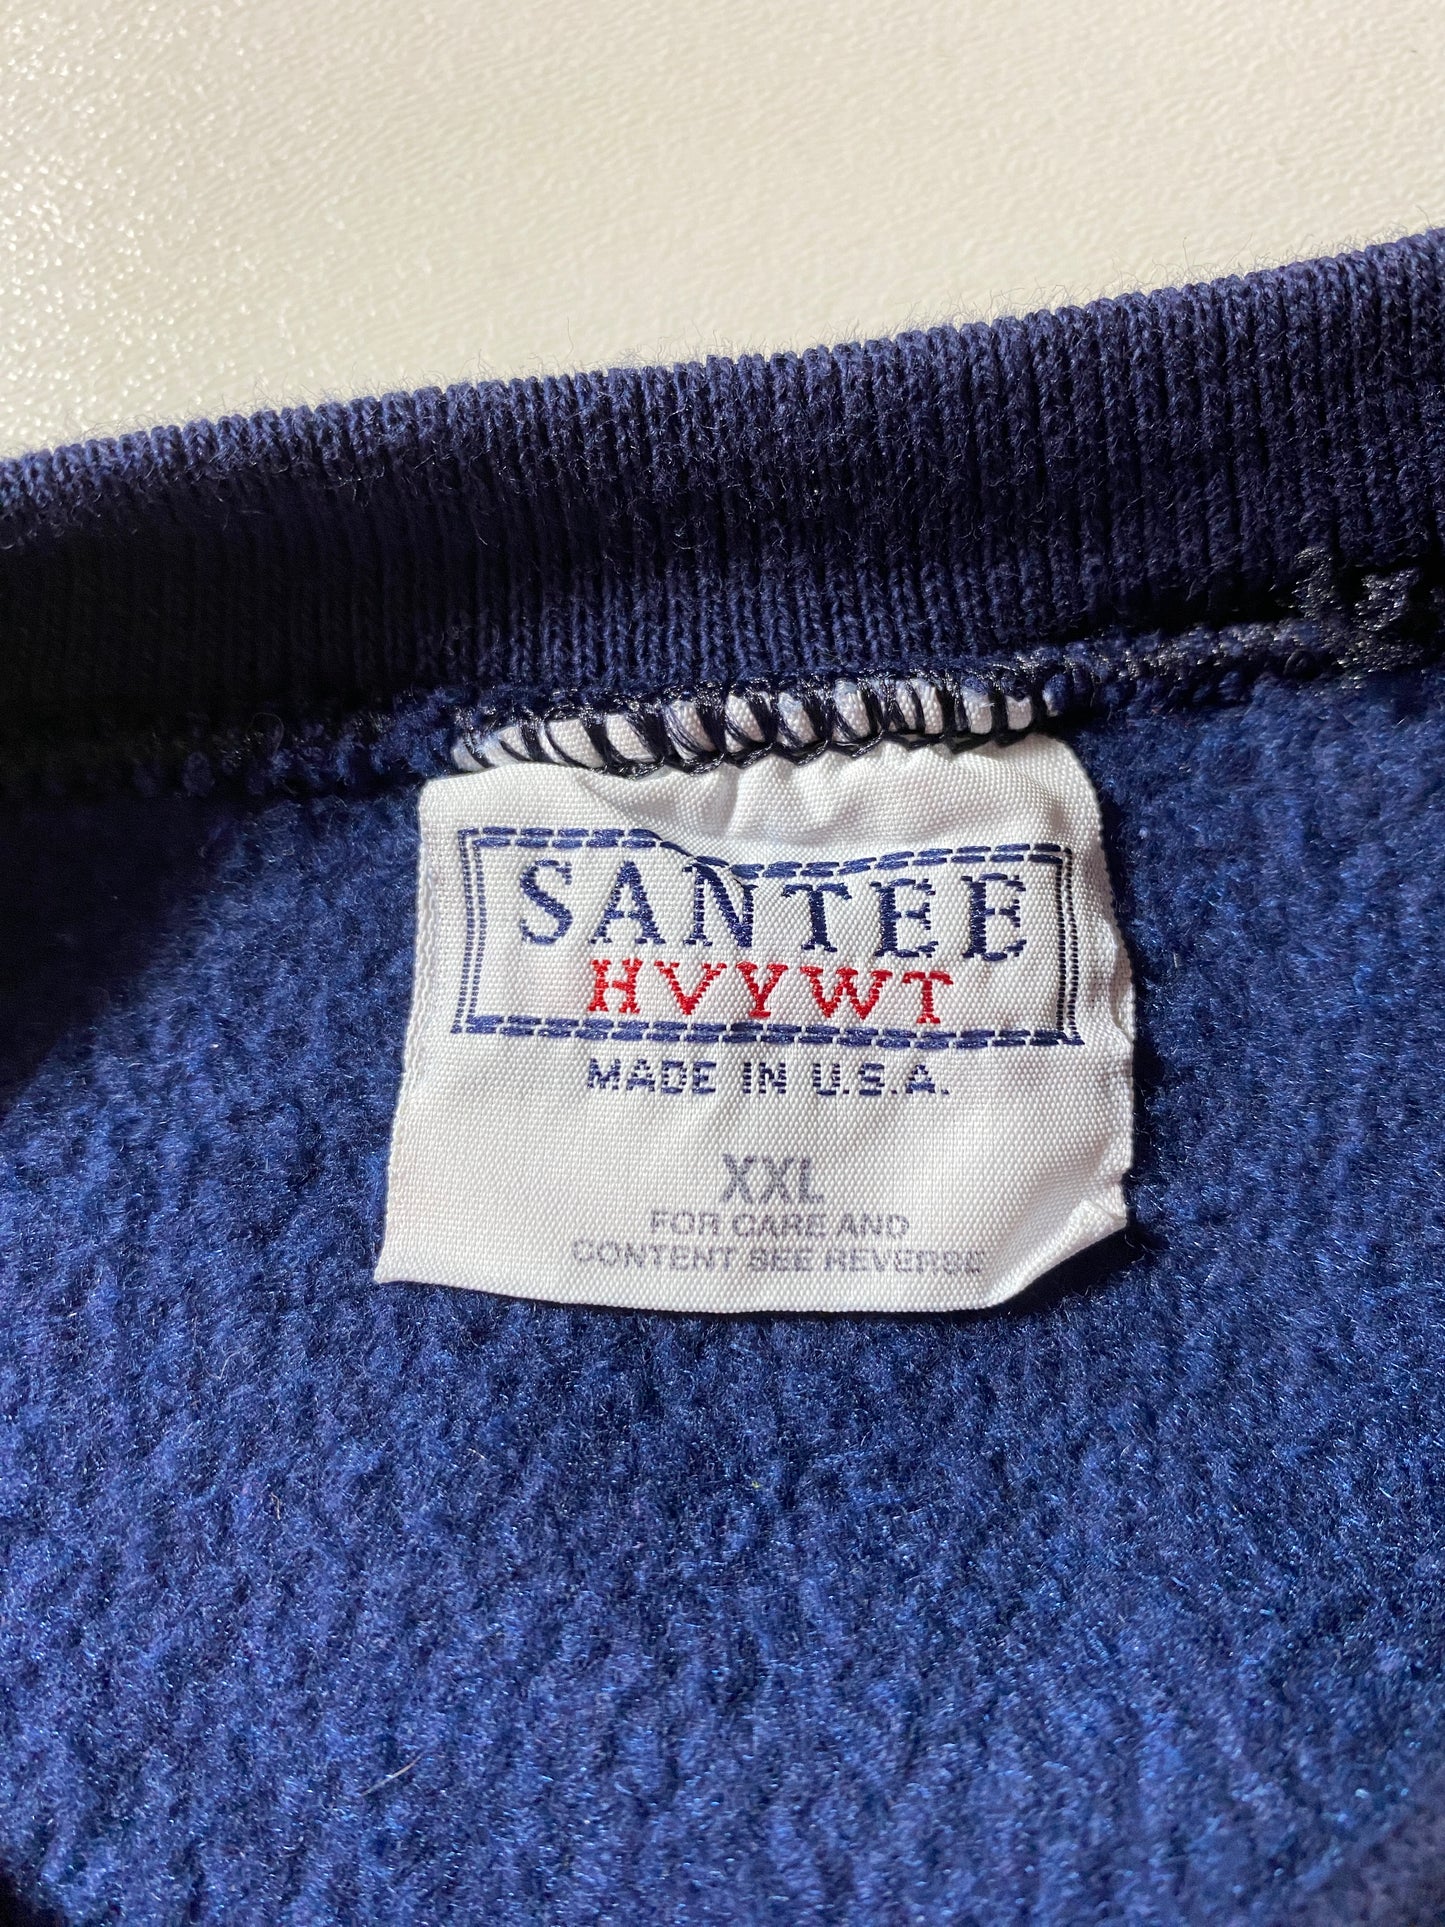 SANTEE
HVYWT
MADE IN U.S.A.
XXL
FOR CARE AND
CONTENT SEE REVERSE